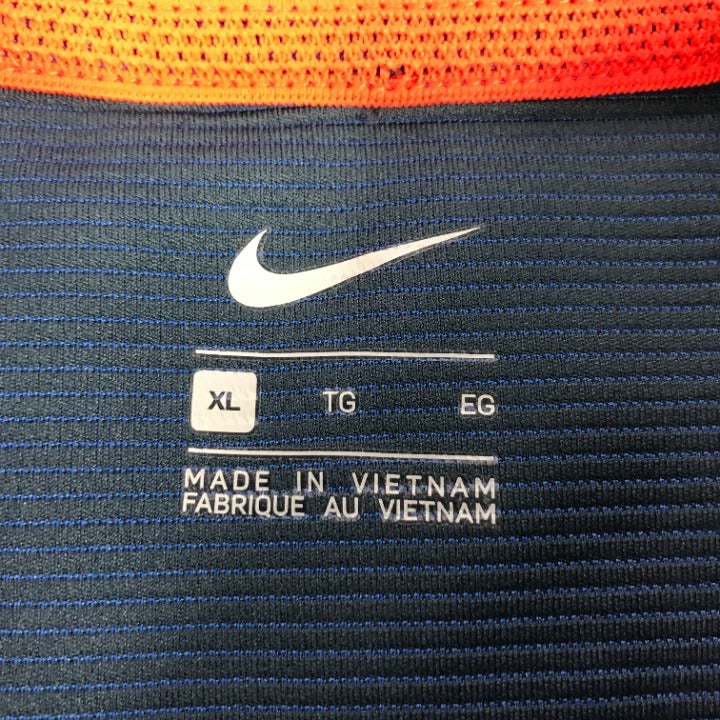 XL TG EG
MADE IN VIETNAM
FABRIQUE AU VIETNAM